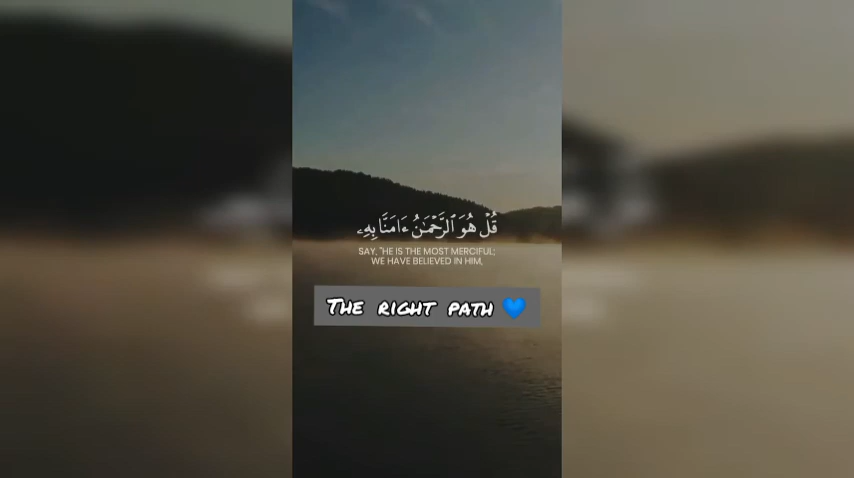 قُلْ هُوَ ٱلرَّحْمَـٰنُ ءَامَنَّا بِهِۦ
SAY, "HE IS THE MOST MERCIFUL;
WE HAVE BELIEVED IN HIM,
THE RIGHT PATH 💙